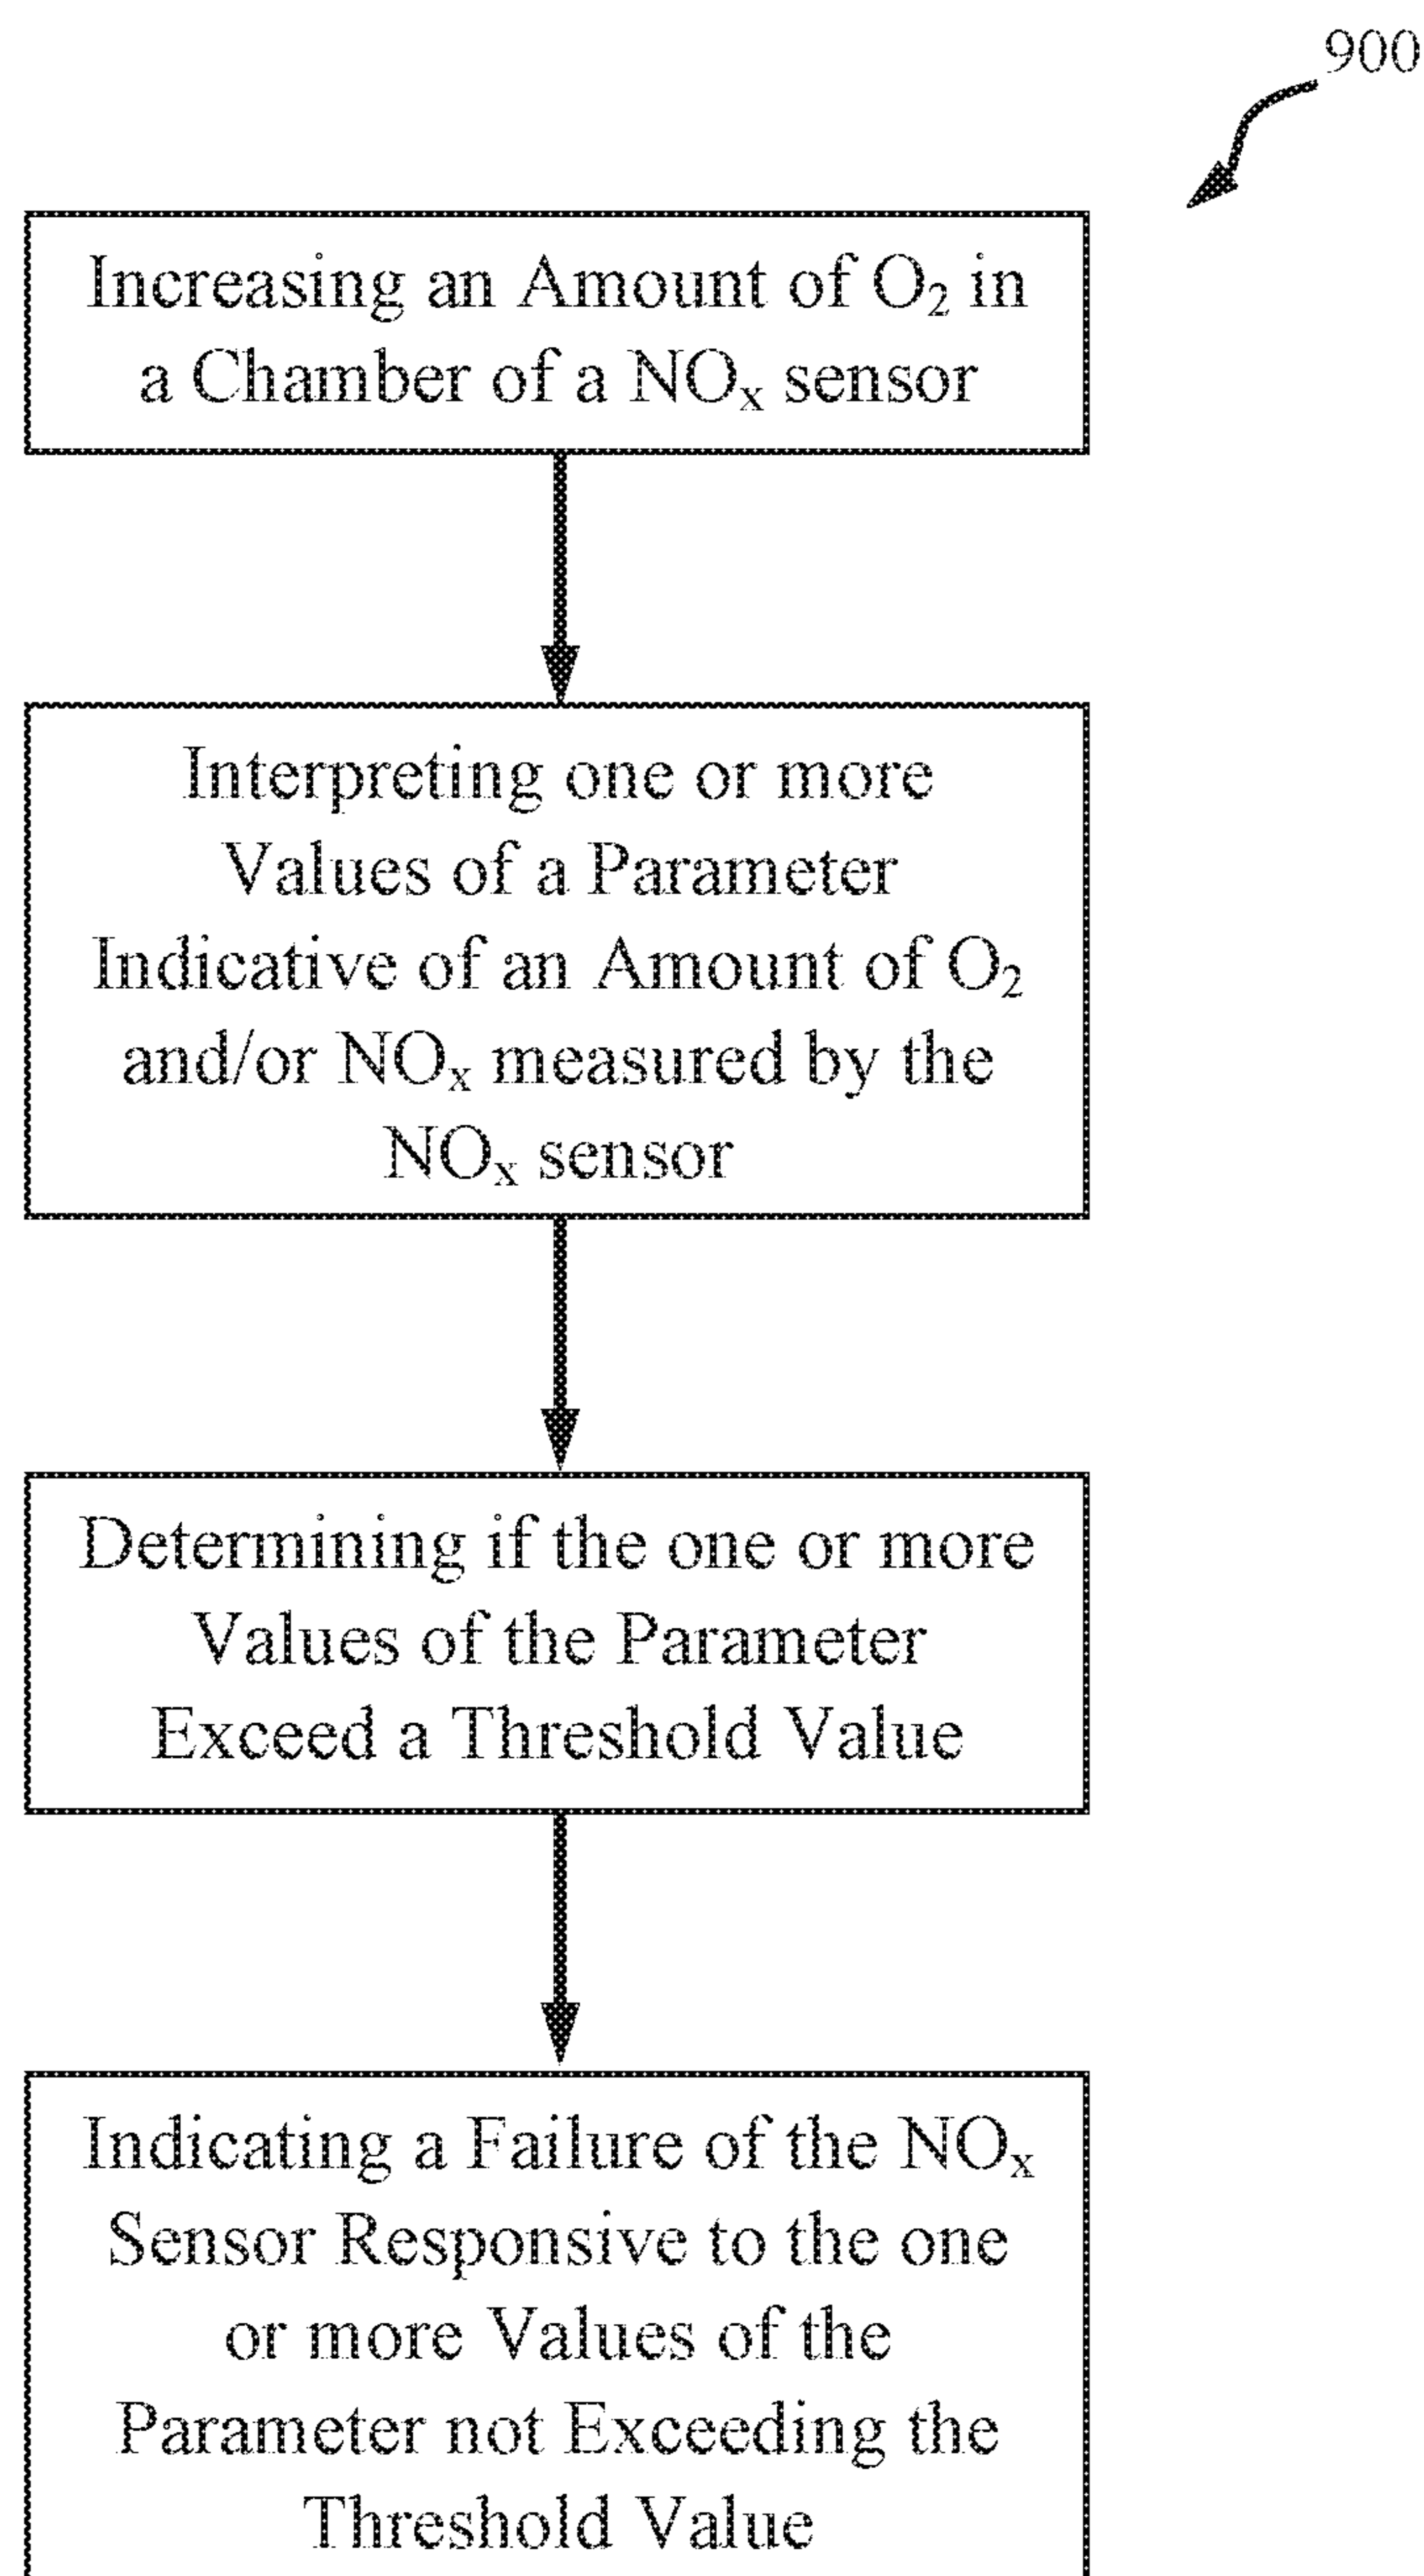 900
Increasing an Amount of O₂ in
a Chamber of a NOₓ sensor
Interpreting one or more
Values of a Parameter
Indicative of an Amount of O₂
and/or NOₓ measured by the
NOₓ sensor
Determining if the one or more
Values of the Parameter
Exceed a Threshold Value
Indicating a Failure of the NOₓ
Sensor Responsive to the one
or more Values of the
Parameter not Exceeding the
Threshold Value